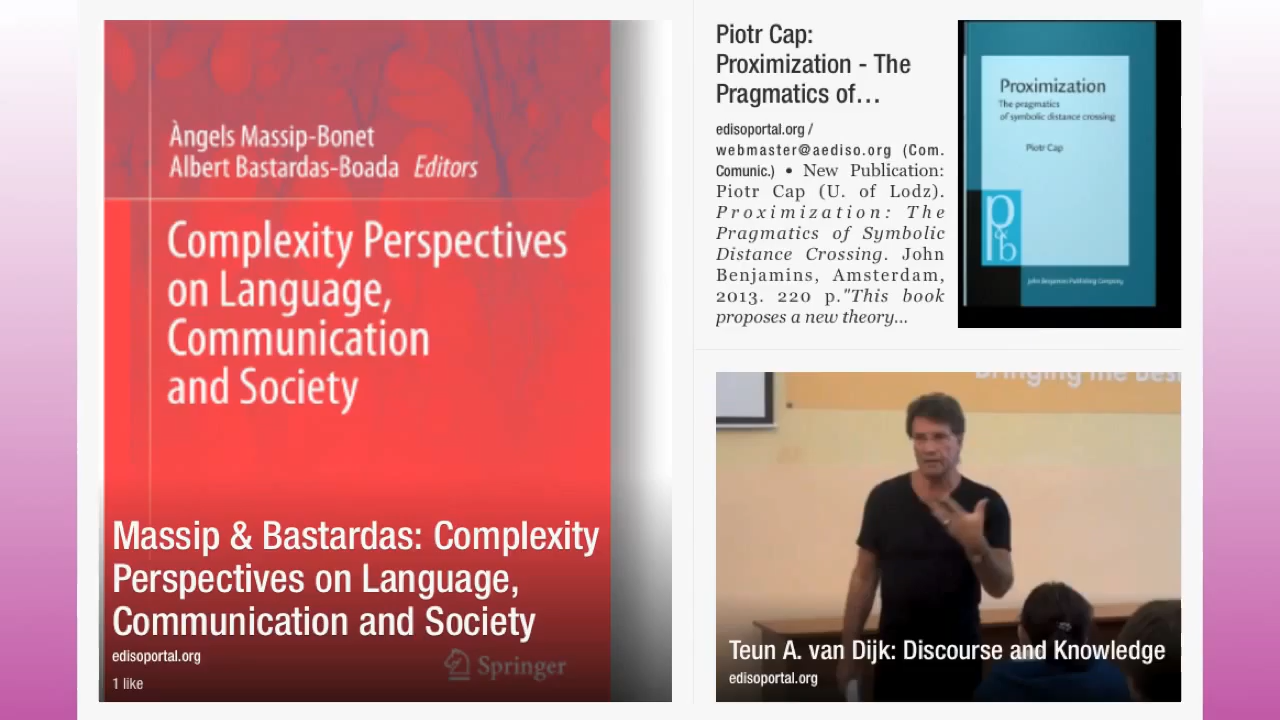 Àngels Massip-Bonet
Albert Bastardas-Boada Editors
Complexity Perspectives
on Language,
Communication
and Society
Massip & Bastardas: Complexity
Perspectives on Language,
Communication and Society
edisoportal.org
Springer
1 like
Piotr Cap:
Proximization - The
Pragmatics of…
edisoportal.org /
webmaster@aediso.org (Com.
Comunic.) • New Publication:
Piotr Cap (U. of Lodz).
Proximization: The
Pragmatics of Symbolic
Distance Crossing. John
Benjamins, Amsterdam,
2013. 220 p."This book
proposes a new theory...
Proximization
The pragmatics
of symbolic distance crossing
Piotr Cap
p&b
John Benjamins Publishing Company
Bringing the Best
Teun A. van Dijk: Discourse and Knowledge
edisoportal.org